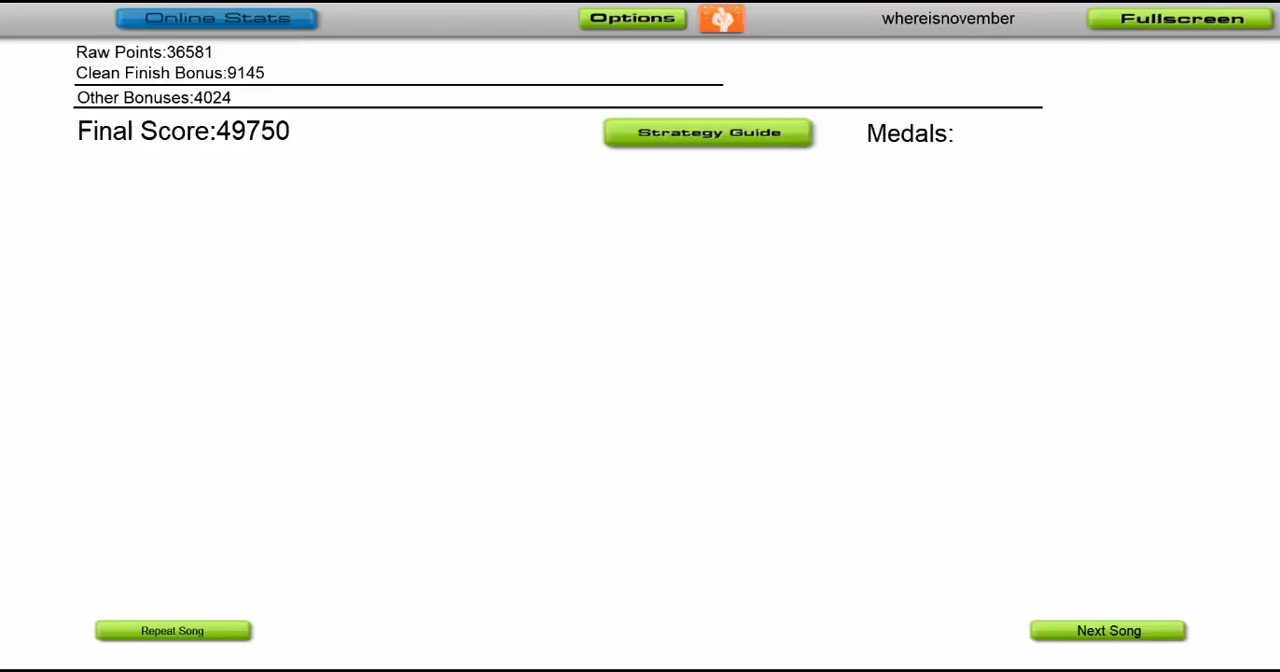 Online Stats
Options
whereisnovember
Fullscreen
Raw Points:36581
Clean Finish Bonus:9145
Other Bonuses:4024
Final Score:49750
Strategy Guide
Medals:
Repeat Song
Next Song